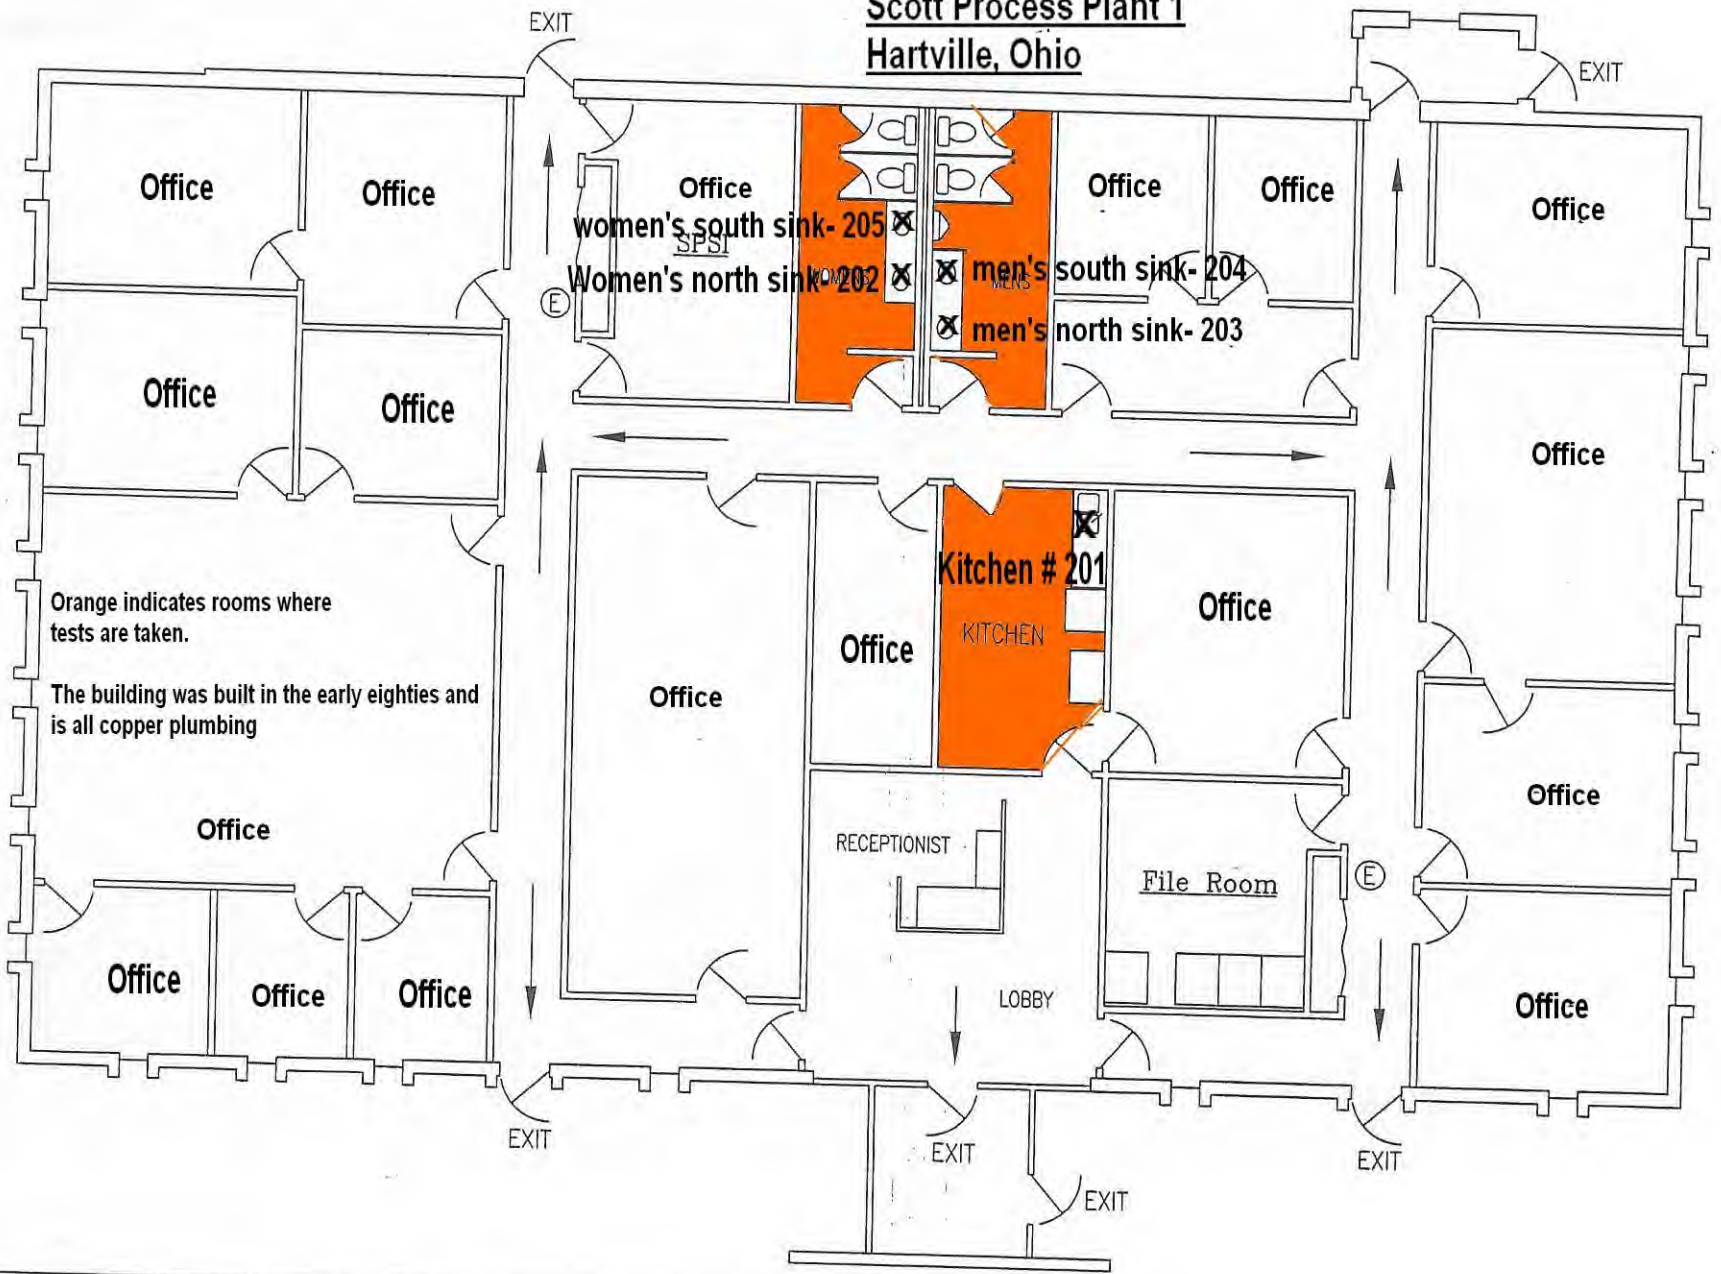 Scott Process Plant 1
Hartville, Ohio
EXIT
EXIT
Office
Office
Office
Office
Office
Office
women's south sink- 205
SPSI
Women's north sink- 202
WOMENS
men's south sink- 204
MENS
men's north sink- 203
E
Office
Office
Office
Kitchen # 201
KITCHEN
Office
Office
Office
Orange indicates rooms where
tests are taken.
The building was built in the early eighties and
is all copper plumbing
Office
Office
RECEPTIONIST
File Room
E
Office
Office
Office
Office
LOBBY
Office
EXIT
EXIT
EXIT
EXIT